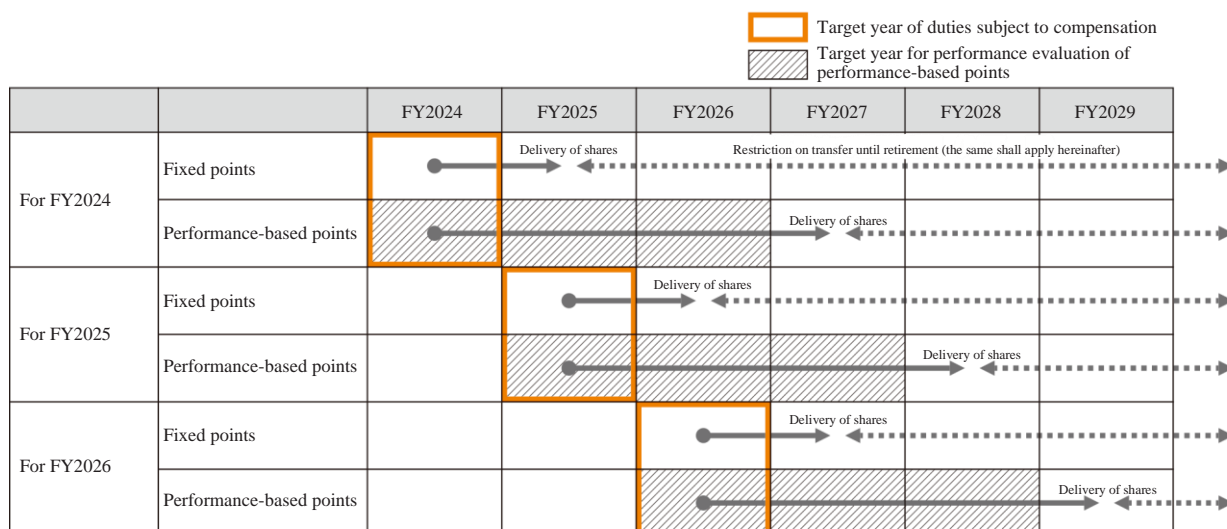 Target year of duties subject to compensation
Target year for performance evaluation of
performance-based points
FY2024
FY2025
FY2026
FY2027
FY2028
FY2029
For FY2024
Fixed points
Delivery of shares
Restriction on transfer until retirement (the same shall apply hereinafter)
Performance-based points
Delivery of shares
For FY2025
Fixed points
Delivery of shares
Performance-based points
Delivery of shares
For FY2026
Fixed points
Delivery of shares
Performance-based points
Delivery of shares